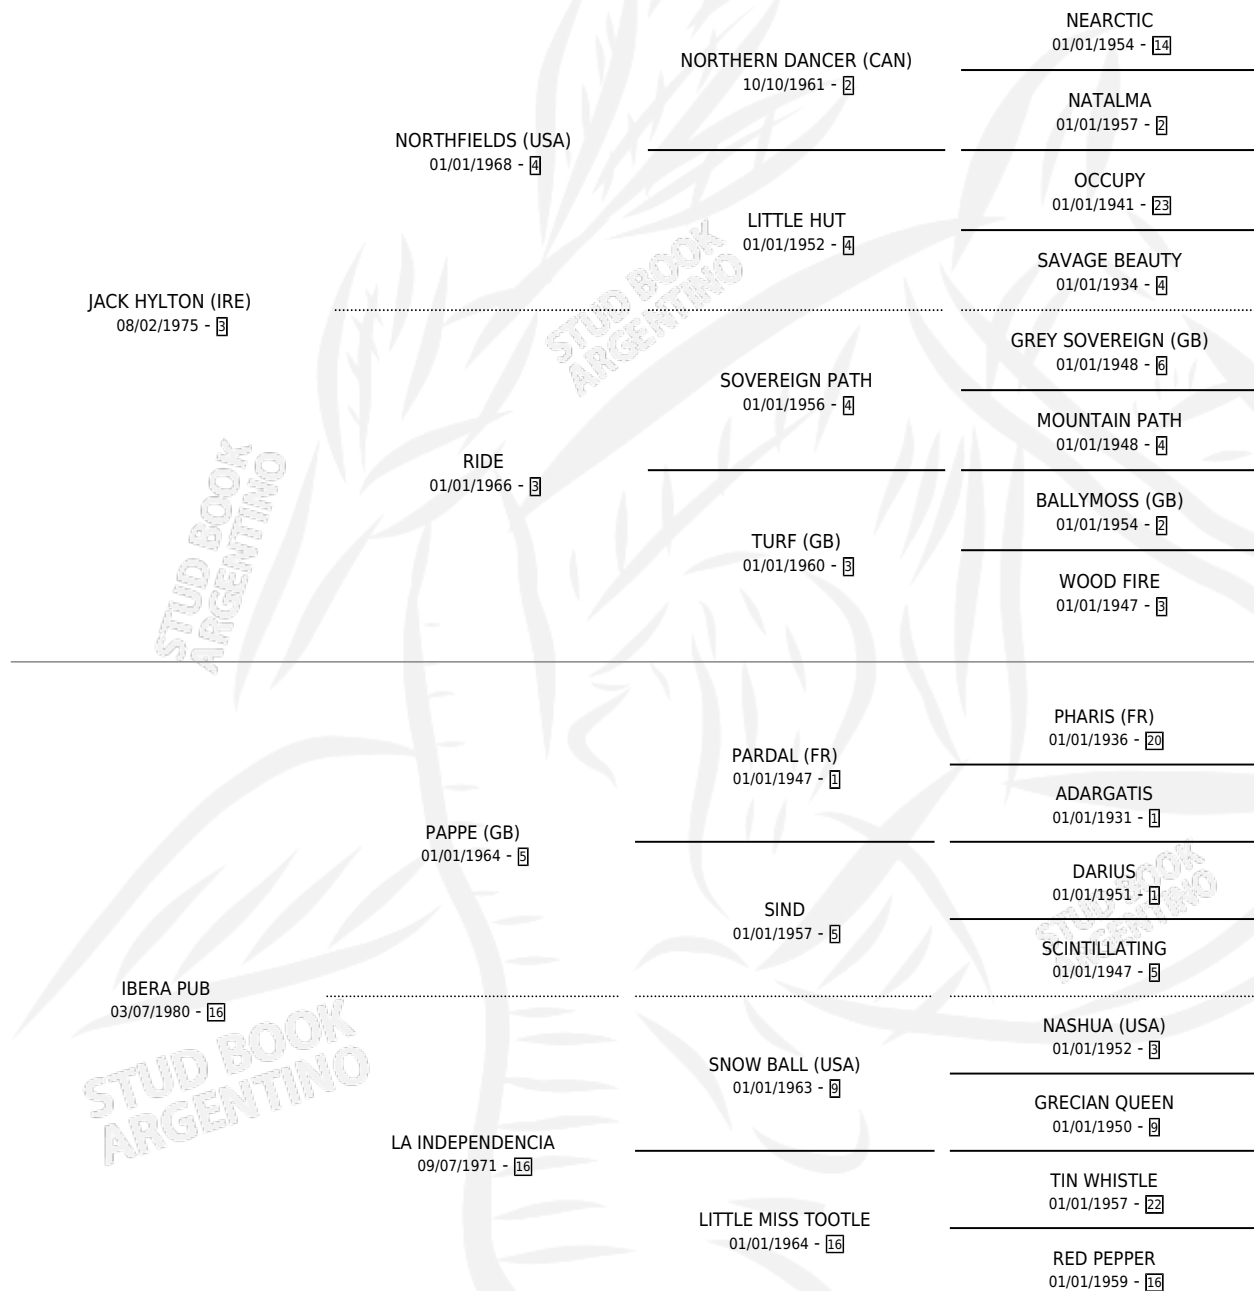 NEARCTIC
01/01/1954 - 14
NORTHERN DANCER (CAN)
10/10/1961 - 2
NATALMA
01/01/1957 - 2
NORTHFIELDS (USA)
01/01/1968 - 4
OCCUPY
01/01/1941 - 23
LITTLE HUT
01/01/1952 - 4
SAVAGE BEAUTY
01/01/1934 - 4
JACK HYLTON (IRE)
08/02/1975 - 3
GREY SOVEREIGN (GB)
01/01/1948 - 6
SOVEREIGN PATH
01/01/1956 - 4
MOUNTAIN PATH
01/01/1948 - 4
RIDE
01/01/1966 - 3
BALLYMOSS (GB)
01/01/1954 - 2
TURF (GB)
01/01/1960 - 3
WOOD FIRE
01/01/1947 - 3
PHARIS (FR)
01/01/1936 - 20
PARDAL (FR)
01/01/1947 - 1
ADARGATIS
01/01/1931 - 1
PAPPE (GB)
01/01/1964 - 5
DARIUS
01/01/1951 - 1
SIND
01/01/1957 - 5
SCINTILLATING
01/01/1947 - 5
IBERA PUB
03/07/1980 - 16
NASHUA (USA)
01/01/1952 - 3
SNOW BALL (USA)
01/01/1963 - 9
GRECIAN QUEEN
01/01/1950 - 9
LA INDEPENDENCIA
09/07/1971 - 16
TIN WHISTLE
01/01/1957 - 22
LITTLE MISS TOOTLE
01/01/1964 - 16
RED PEPPER
01/01/1959 - 16
STUD BOOK
ARGENTINO
STUD BOOK
ARGENTINO
STUD BOOK
ARGENTINO
STUD BOOK
ARGENTINO